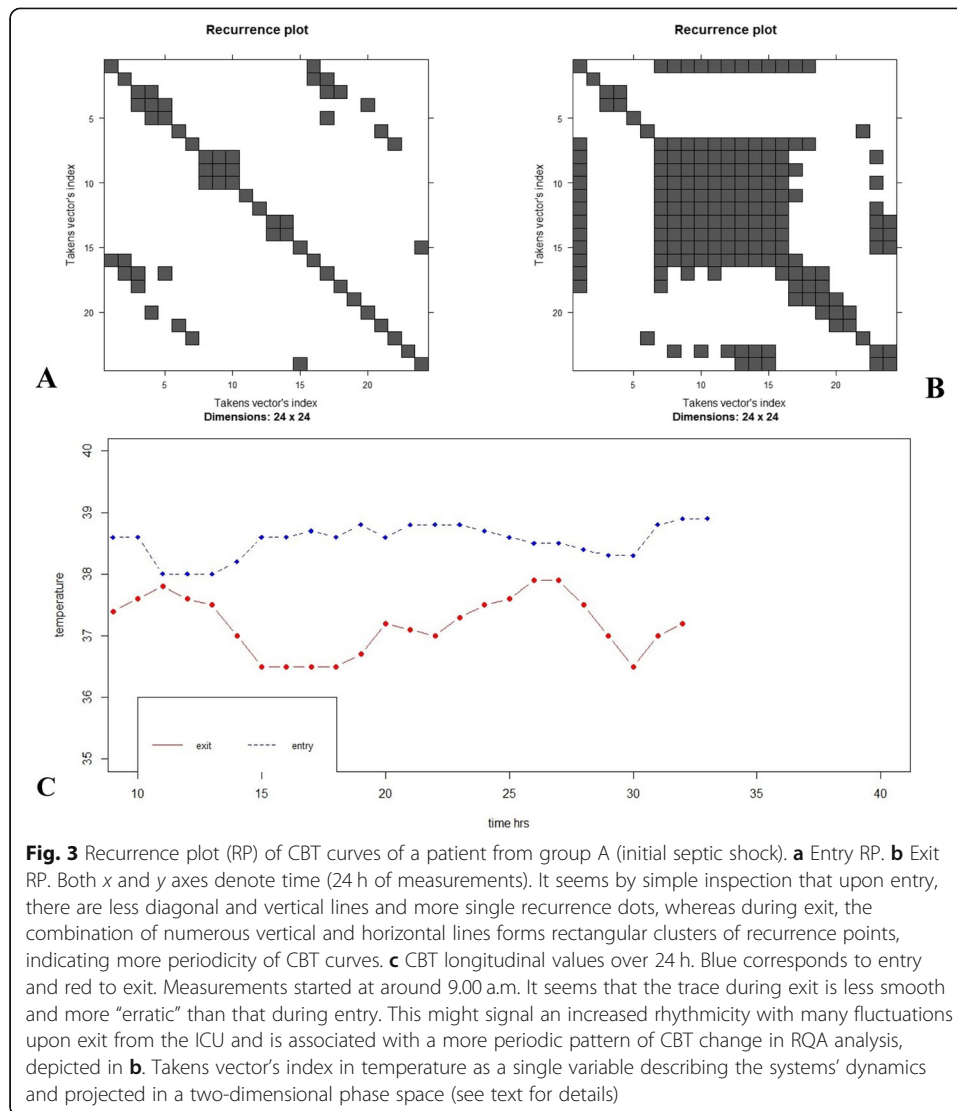 Recurrence plot
Recurrence plot
Takens vector's index
5
10
15
20
5
10
15
20
Takens vector's index
Dimensions: 24 x 24
A
Takens vector's index
5
10
15
20
5
10
15
20
Takens vector's index
Dimensions: 24 x 24
B
temperature
40
39
38
37
36
35
exit
entry
10
15
20
25
30
35
40
time hrs
C
Fig. 3 Recurrence plot (RP) of CBT curves of a patient from group A (initial septic shock). a Entry RP. b Exit
RP. Both x and y axes denote time (24 h of measurements). It seems by simple inspection that upon entry,
there are less diagonal and vertical lines and more single recurrence dots, whereas during exit, the
combination of numerous vertical and horizontal lines forms rectangular clusters of recurrence points,
indicating more periodicity of CBT curves. c CBT longitudinal values over 24 h. Blue corresponds to entry
and red to exit. Measurements started at around 9.00 a.m. It seems that the trace during exit is less smooth
and more “erratic” than that during entry. This might signal an increased rhythmicity with many fluctuations
upon exit from the ICU and is associated with a more periodic pattern of CBT change in RQA analysis,
depicted in b. Takens vector’s index in temperature as a single variable describing the systems’ dynamics
and projected in a two-dimensional phase space (see text for details)